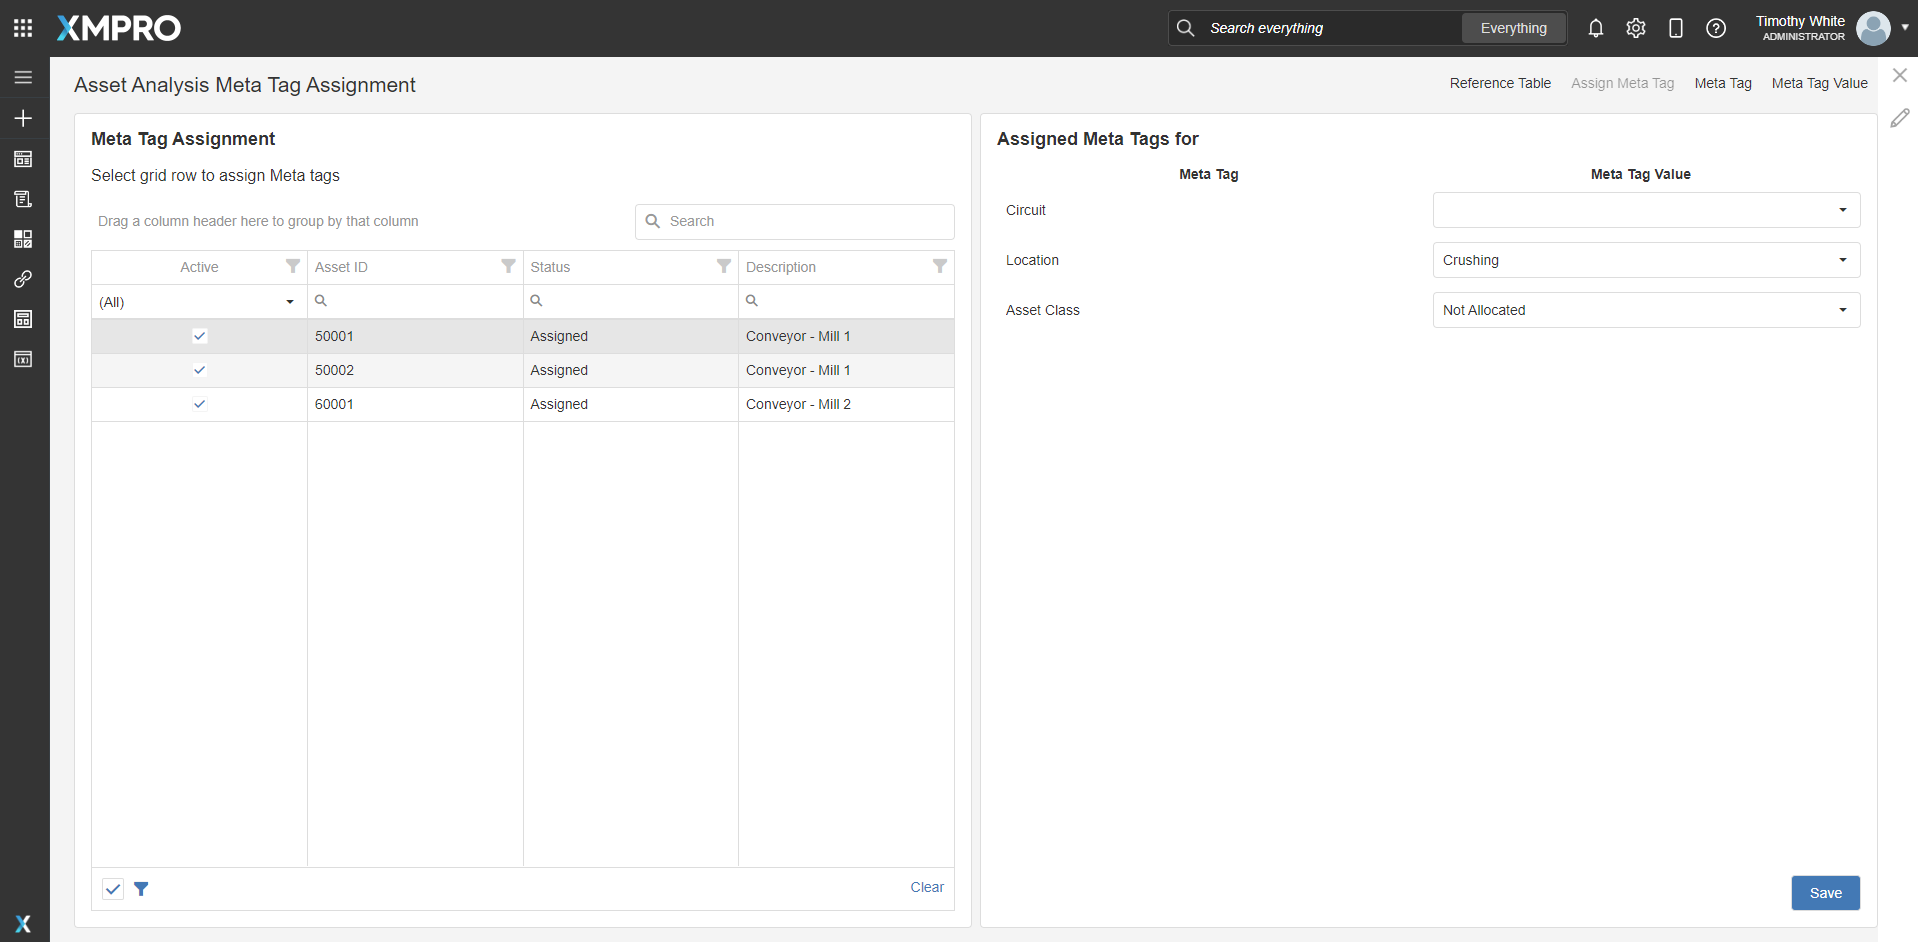 XMPRO
Search everything
Everything
Timothy White
ADMINISTRATOR
Asset Analysis Meta Tag Assignment
Reference Table
Assign Meta Tag
Meta Tag
Meta Tag Value
Meta Tag Assignment
Select grid row to assign Meta tags
Drag a column header here to group by that column
Search
Active Asset ID Status Description
(All)
50001 Assigned Conveyor - Mill 1
50002 Assigned Conveyor - Mill 1
60001 Assigned Conveyor - Mill 2
Clear
Assigned Meta Tags for
Meta Tag Meta Tag Value
Circuit
Location Crushing
Asset Class Not Allocated
Save